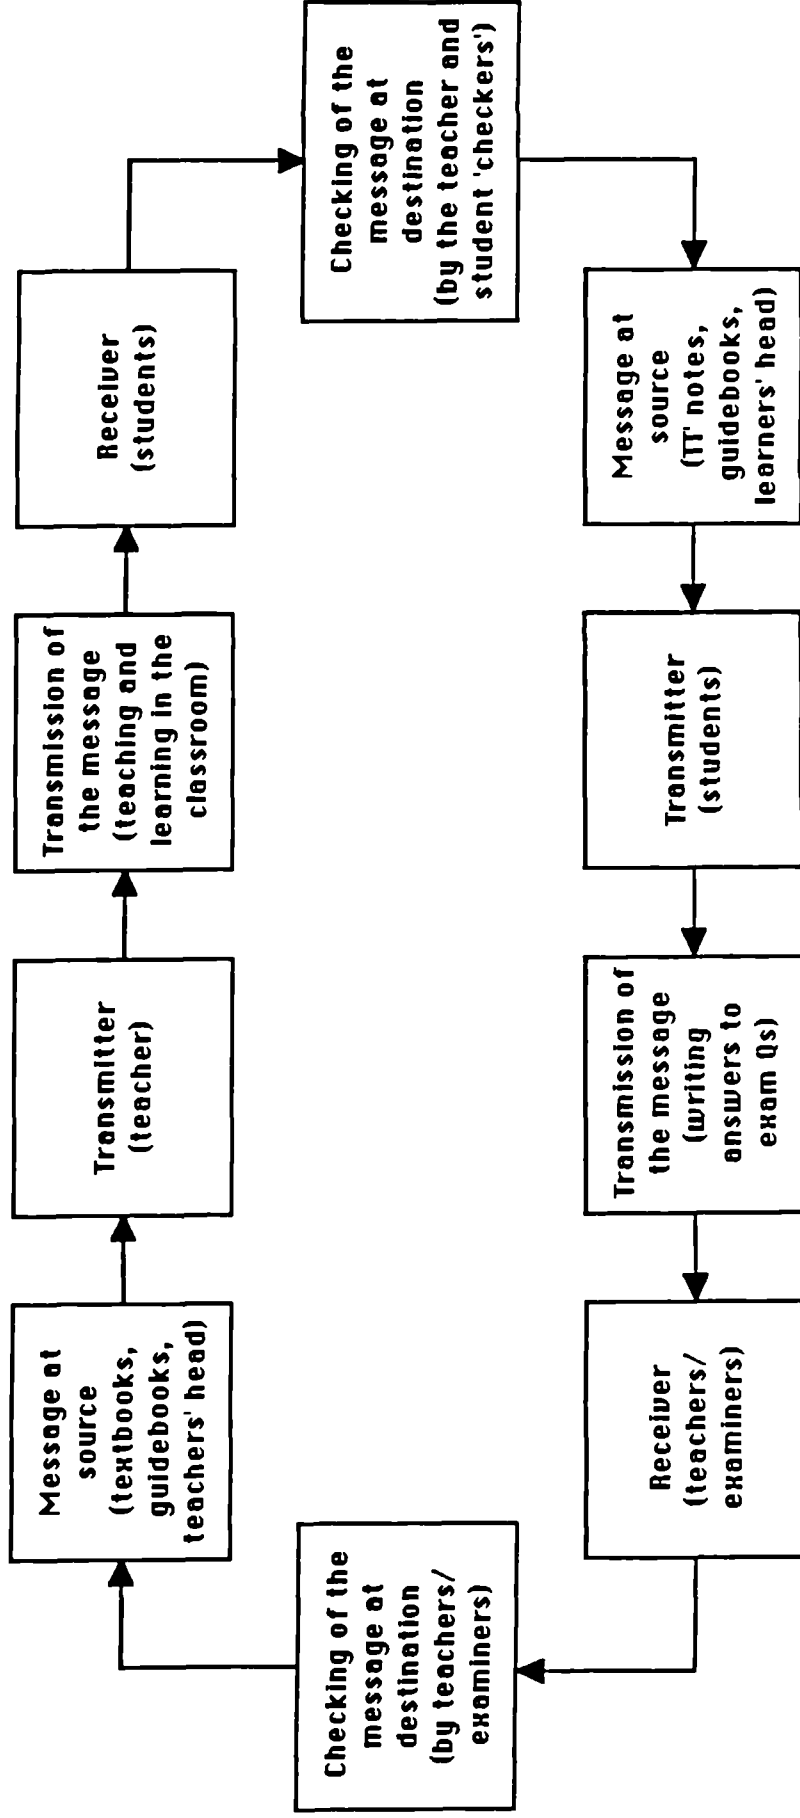 Message at
source
(textbooks,
guidebooks,
teachers' head)
Transmitter
(teacher)
Transmission of
the message
(teaching and
learning in the
classroom)
Receiver
(students)
Checking of the
message at
destination
(by the teacher and
student 'checkers')
Message at
source
(TT' notes,
guidebooks,
learners' head)
Transmitter
(students)
Transmission of
the message
(writing
answers to
exam Qs)
Receiver
(teachers/
examiners)
Checking of the
message at
destination
(by teachers/
examiners)